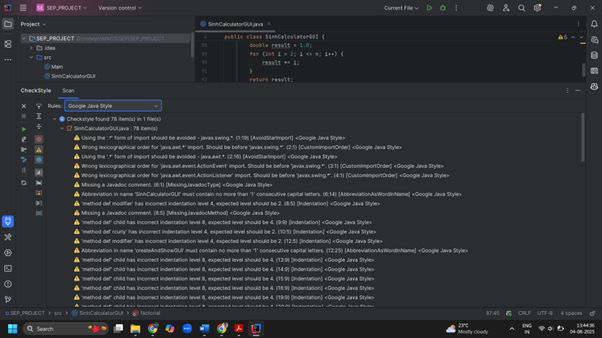 SE SEP_PROJECT Version control
Current File
Project
SinhCalculatorGUI.java
SEP_PROJECT
.idea
src
Main
SinhCalculatorGUI
6 public class SinhCalculatorGUI {
double result = 1.0;
for (int i = 2; i <= n; i++) {
result *= i;
}
return result;
5
CheckStyle Scan
Rules: Google Java Style
Checkstyle found 78 item(s) in 1 file(s)
SinhCalculatorGUI.java : 78 item(s)
Using the '.*' form of import should be avoided - javax.swing.*. (1:19) [AvoidStarImport] <Google Java Style>
Wrong lexicographical order for 'java.awt.*' import. Should be before 'javax.swing.*'. (2:1) [CustomImportOrder] <Google Java Style>
Using the '.*' form of import should be avoided - java.awt.*. (2:16) [AvoidStarImport] <Google Java Style>
Wrong lexicographical order for 'java.awt.event.ActionEvent' import. Should be before 'javax.swing.*'. (3:1) [CustomImportOrder] <Google Java Style>
Wrong lexicographical order for 'java.awt.event.ActionListener' import. Should be before 'javax.swing.*'. (4:1) [CustomImportOrder] <Google Java Style>
Missing a Javadoc comment. (6:1) [MissingJavadocType] <Google Java Style>
Abbreviation in name 'SinhCalculatorGUI' must contain no more than '1' consecutive capital letters. (6:14) [AbbreviationAsWordInName] <Google Java Style>
'method def modifier' has incorrect indentation level 4, expected level should be 2. (8:5) [Indentation] <Google Java Style>
Missing a Javadoc comment. (8:5) [MissingJavadocMethod] <Google Java Style>
'method def' child has incorrect indentation level 8, expected level should be 4. (9:9) [Indentation] <Google Java Style>
'method def rcurly' has incorrect indentation level 4, expected level should be 2. (10:5) [Indentation] <Google Java Style>
'method def modifier' has incorrect indentation level 4, expected level should be 2. (12:5) [Indentation] <Google Java Style>
Abbreviation in name 'createAndShowGUI' must contain no more than '1' consecutive capital letters. (12:25) [AbbreviationAsWordInName] <Google Java Style>
'method def' child has incorrect indentation level 8, expected level should be 4. (13:9) [Indentation] <Google Java Style>
'method def' child has incorrect indentation level 8, expected level should be 4. (14:9) [Indentation] <Google Java Style>
'method def' child has incorrect indentation level 8, expected level should be 4. (15:9) [Indentation] <Google Java Style>
'method def' child has incorrect indentation level 8, expected level should be 4. (16:9) [Indentation] <Google Java Style>
'method def' child has incorrect indentation level 8, expected level should be 4. (18:9) [Indentation] <Google Java Style>
'method def' child has incorrect indentation level 8, expected level should be 4. (19:9) [Indentation] <Google Java Style>
SEP_PROJECT > src > SinhCalculatorGUI > factorial
87:45 CRLF UTF-8 4 spaces
Search
23°C
Mostly cloudy
ENG
IN
13:44:36
04-08-2025